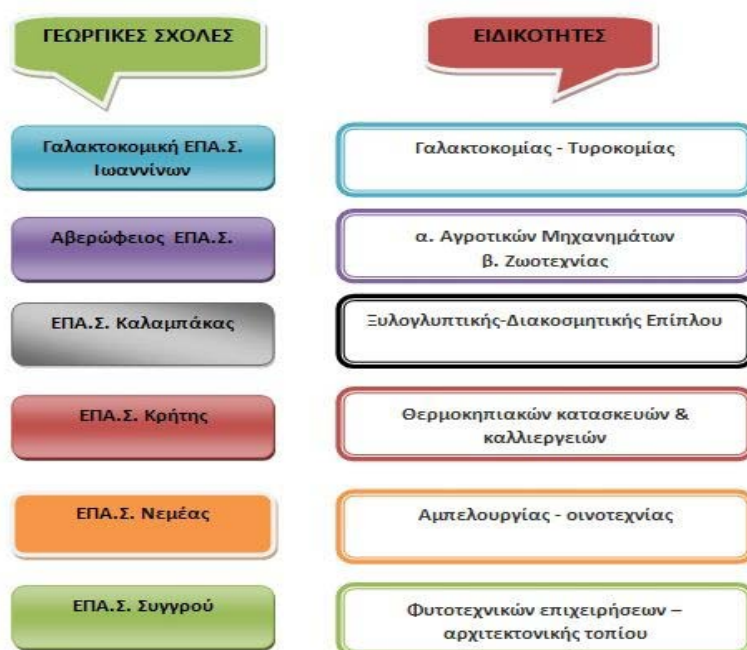 ΓΕΩΡΓΙΚΕΣ ΣΧΟΛΕΣ
ΕΙΔΙΚΟΤΗΤΕΣ
Γαλακτοκομική ΕΠΑ.Σ.
Ιωαννίνων
Γαλακτοκομίας - Τυροκομίας
Αβερώφειος ΕΠΑ.Σ.
α. Αγροτικών Μηχανημάτων
β. Ζωοτεχνίας
ΕΠΑ.Σ. Καλαμπάκας
Ξυλογλυπτικής-Διακοσμητικής Επίπλου
ΕΠΑ.Σ. Κρήτης
Θερμοκηπιακών κατασκευών &
καλλιεργειών
ΕΠΑ.Σ. Νεμέας
Αμπελουργίας - οινοτεχνίας
ΕΠΑ.Σ. Συγγρού
Φυτοτεχνικών επιχειρήσεων –
αρχιτεκτονικής τοπίου